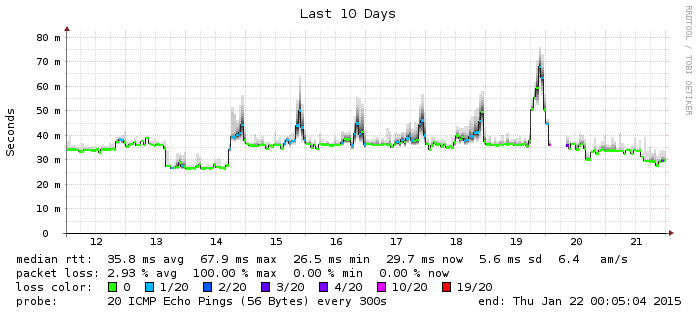 Last 10 Days
RRDTOOL / TOBI OETIKER
Seconds
80 m
70 m
60 m
50 m
40 m
30 m
20 m
10 m
0
12 13 14 15 16 17 18 19 20 21
median rtt: 35.8 ms avg 67.9 ms max 26.5 ms min 29.7 ms now 5.6 ms sd 6.4 am/s
packet loss: 2.93 % avg 100.00 % max 0.00 % min 0.00 % now
loss color: 0 1/20 2/20 3/20 4/20 10/20 19/20
probe: 20 ICMP Echo Pings (56 Bytes) every 300s end: Thu Jan 22 00:05:04 2015